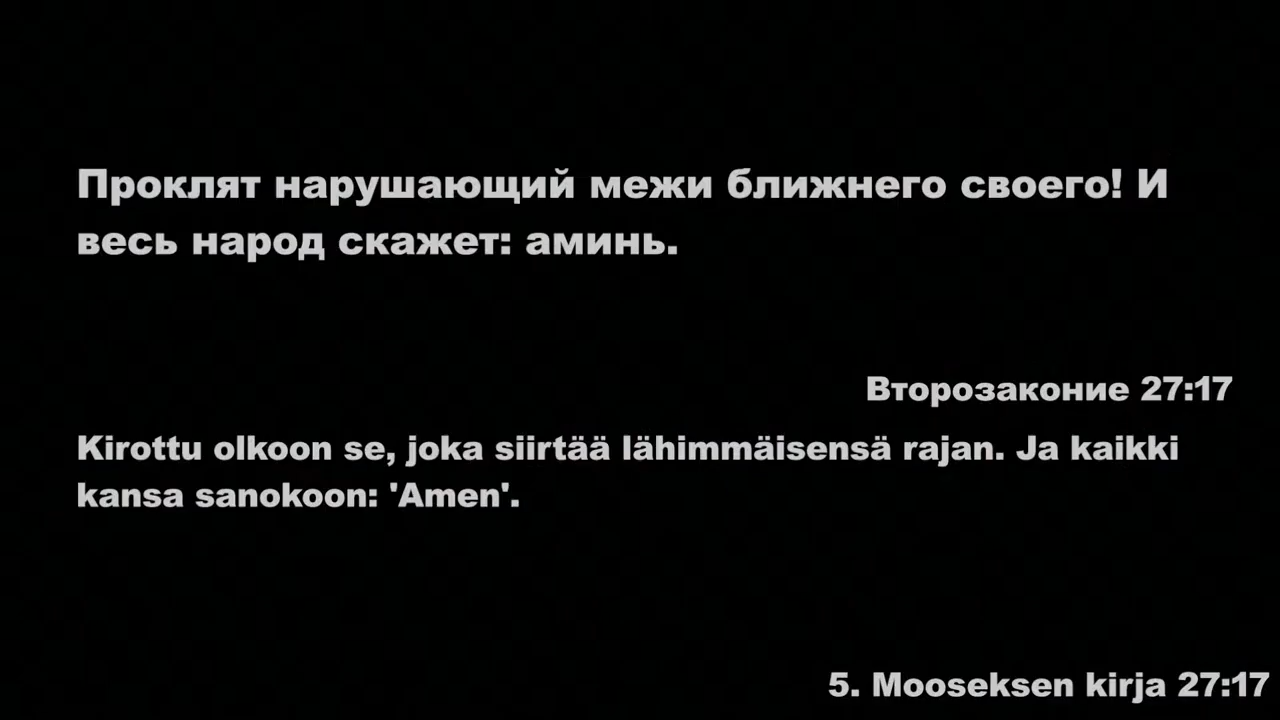 Проклят нарушающий межи ближнего своего! И
весь народ скажет: аминь.
Второзаконие 27:17
Kirottu olkoon se, joka siirtää lähimmäisensä rajan. Ja kaikki
kansa sanokoon: 'Amen'.
5. Mooseksen kirja 27:17